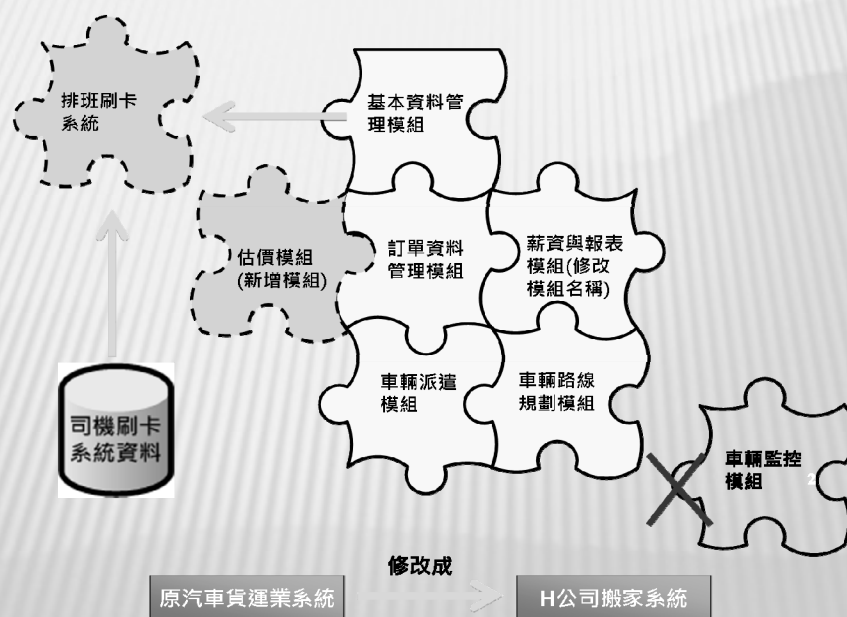 排班刷卡
系統
基本資料管
理模組
估價模組
(新增模組)
訂單資料
管理模組
薪資與報表
模組(修改
模組名稱)
車輛派遣
模組
車輛路線
規劃模組
司機刷卡
系統資料
車輛監控
模組
2
修改成
原汽車貨運業系統
H公司搬家系統